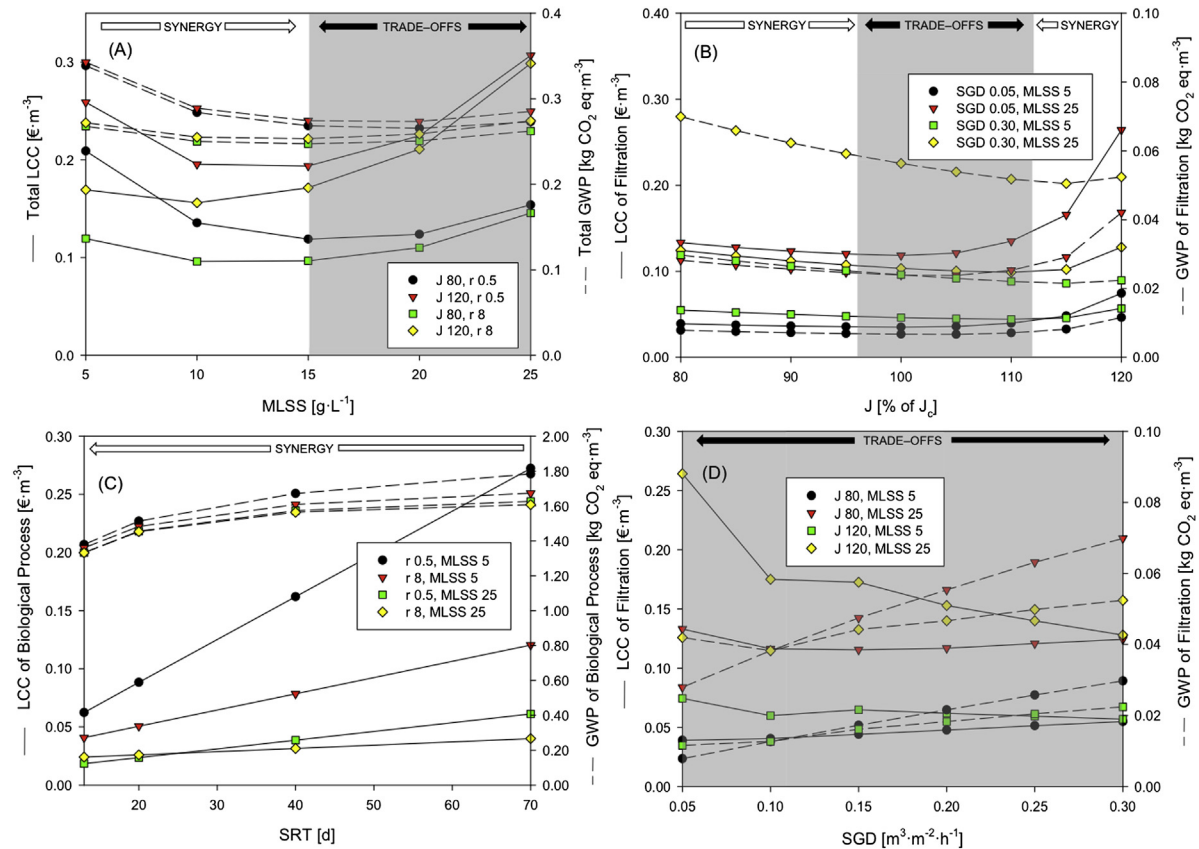 SYNERGY
TRADE–OFFS
(A)
Total LCC [€·m-3]
0.3
0.2
0.1
0.0
Total GWP [kg CO2 eq·m-3]
0.4
0.3
0.2
0.1
0.0
J 80, r 0.5
J 120, r 0.5
J 80, r 8
J 120, r 8
5 10 15 20 25
MLSS [g·L-1]
SYNERGY
TRADE–OFFS
SYNERGY
(B)
LCC of Filtration [€·m-3]
0.40
0.30
0.20
0.10
0.00
GWP of Filtration [kg CO2 eq·m-3]
0.10
0.08
0.06
0.04
0.02
0.00
SGD 0.05, MLSS 5
SGD 0.05, MLSS 25
SGD 0.30, MLSS 5
SGD 0.30, MLSS 25
80 90 100 110 120
J [% of Jc]
SYNERGY
(C)
LCC of Biological Process [€·m-3]
0.30
0.25
0.20
0.15
0.10
0.05
0.00
GWP of Biological Process [kg CO2 eq·m-3]
2.00
1.80
1.60
1.40
1.20
1.00
0.80
0.60
0.40
0.20
0.00
r 0.5, MLSS 5
r 8, MLSS 5
r 0.5, MLSS 25
r 8, MLSS 25
20 30 40 50 60 70
SRT [d]
TRADE–OFFS
(D)
LCC of Filtration [€·m-3]
0.30
0.25
0.20
0.15
0.10
0.05
0.00
GWP of Filtration [kg CO2 eq·m-3]
0.10
0.08
0.06
0.04
0.02
0.00
J 80, MLSS 5
J 80, MLSS 25
J 120, MLSS 5
J 120, MLSS 25
0.05 0.10 0.15 0.20 0.25 0.30
SGD [m3·m-2·h-1]